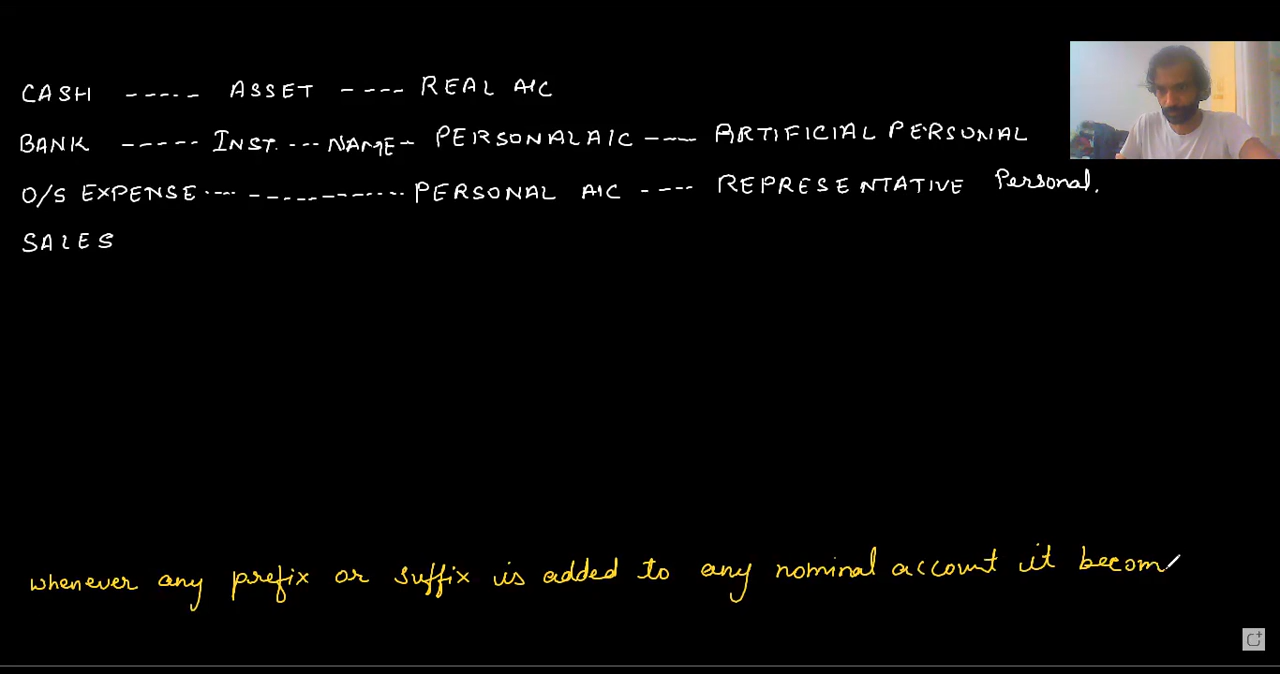 CASH ----- ASSET ---- REAL A/C
BANK ----- INST. --- NAME - PERSONAL A/C ---- ARTIFICIAL PERSONAL
O/S EXPENSE ---- ---------- PERSONAL A/C ---- REPRESENTATIVE Personal.
SALES
whenever any prefix or suffix is added to any nominal account it becom